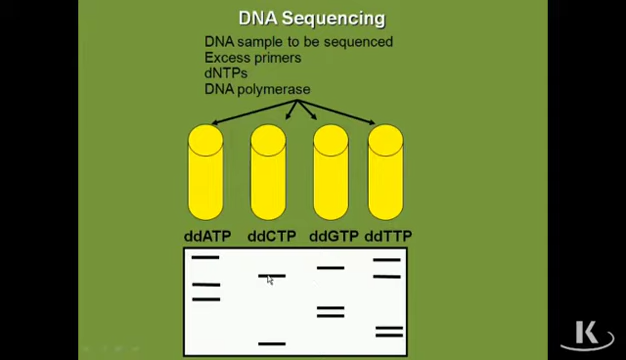 DNA Sequencing
DNA sample to be sequenced
Excess primers
dNTPs
DNA polymerase
ddATP ddCTP ddGTP ddTTP
K